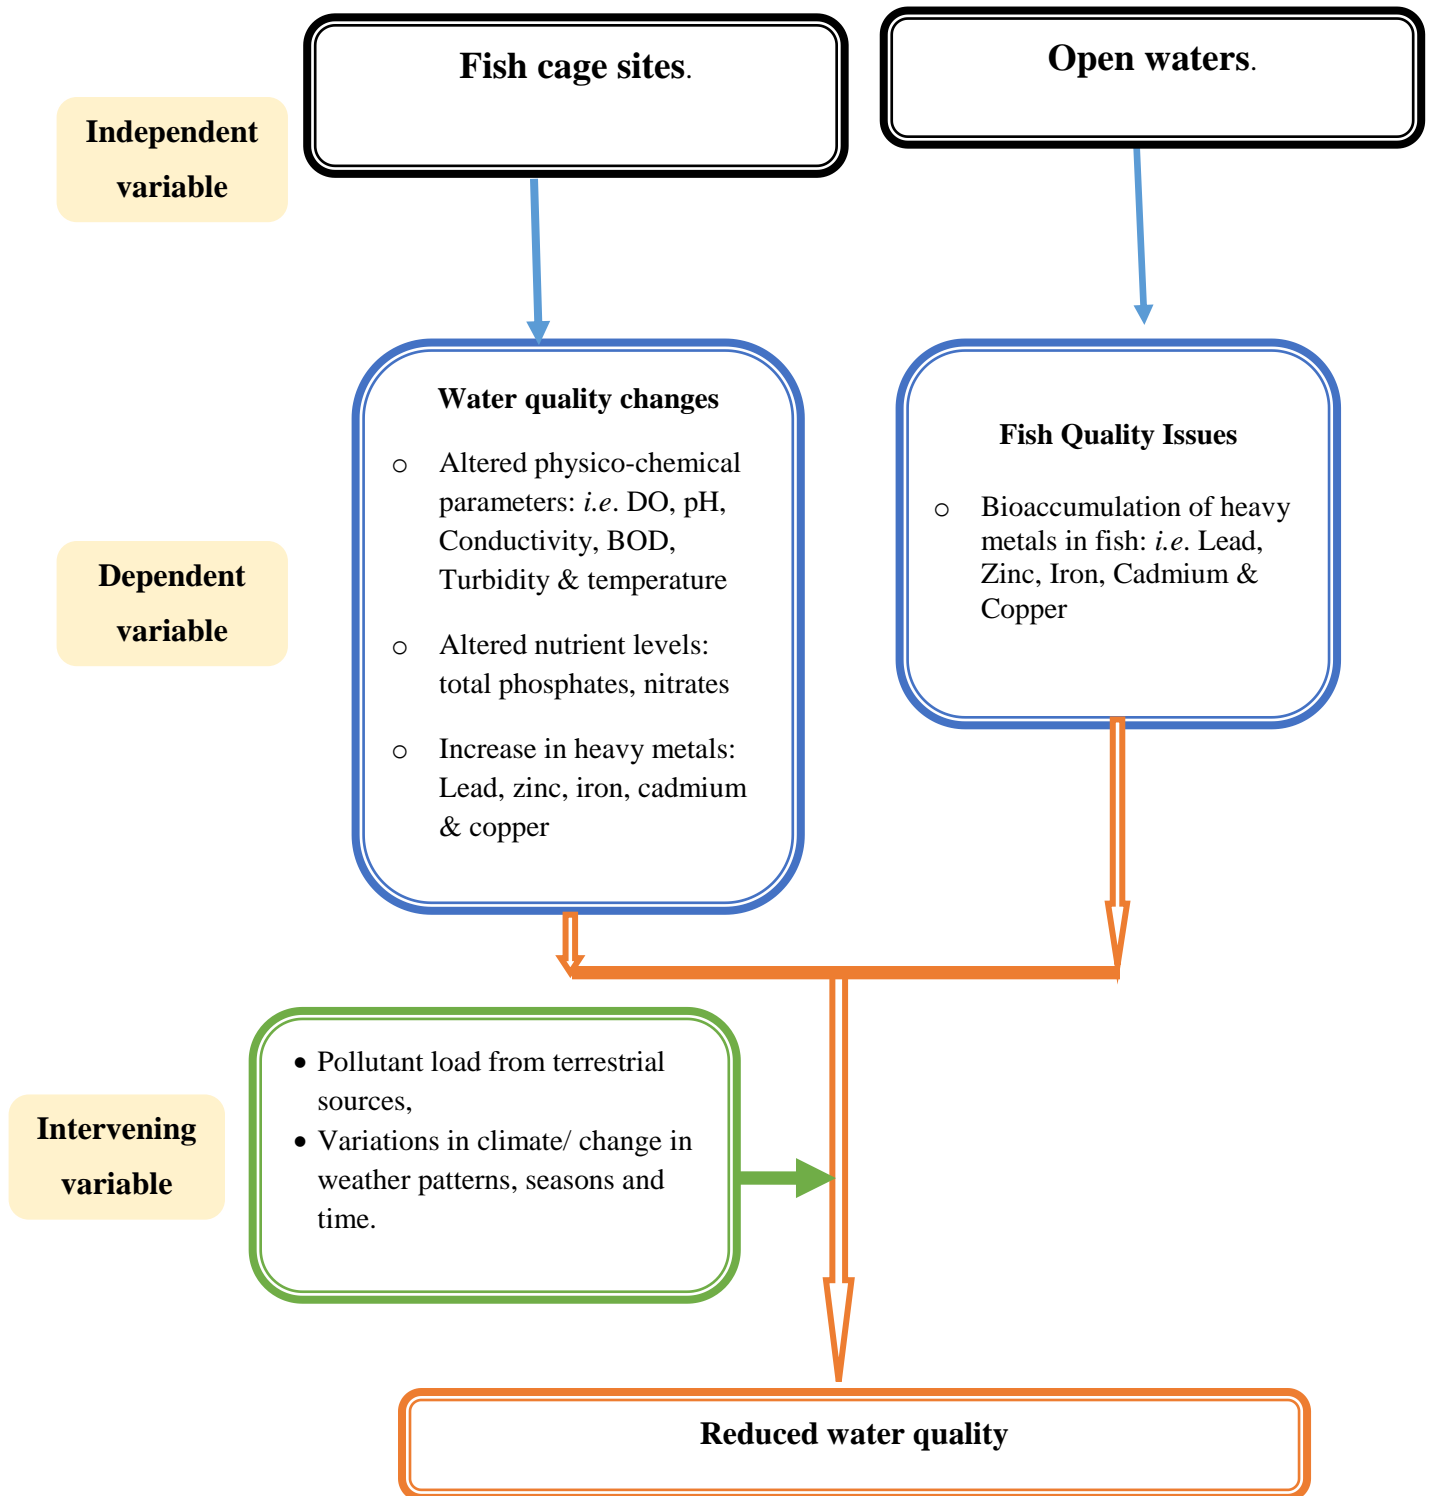 Fish cage sites.
Open waters.
Independent
variable
Water quality changes
o Altered physico-chemical
parameters: i.e. DO, pH,
Conductivity, BOD,
Turbidity & temperature
o Altered nutrient levels:
total phosphates, nitrates
o Increase in heavy metals:
Lead, zinc, iron, cadmium
& copper
Fish Quality Issues
o Bioaccumulation of heavy
metals in fish: i.e. Lead,
Zinc, Iron, Cadmium &
Copper
Dependent
variable
• Pollutant load from terrestrial
sources,
• Variations in climate/ change in
weather patterns, seasons and
time.
Intervening
variable
Reduced water quality